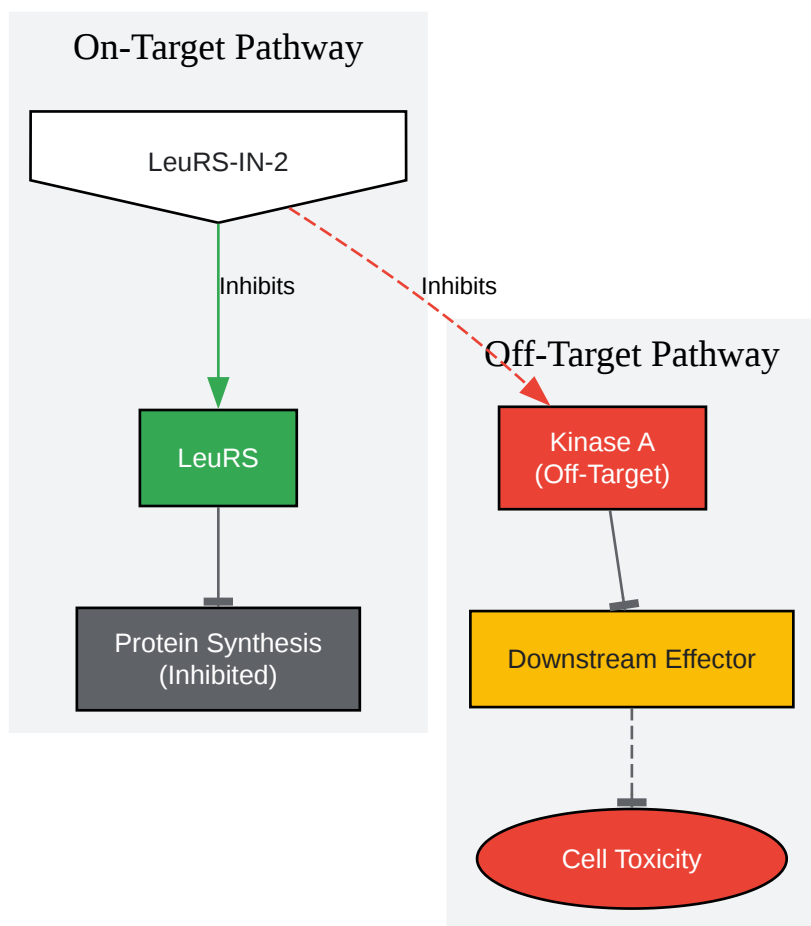 On-Target Pathway
LeuRS-IN-2
Inhibits
Inhibits
Off-Target Pathway
LeuRS
Kinase A
(Off-Target)
Protein Synthesis
(Inhibited)
Downstream Effector
Cell Toxicity